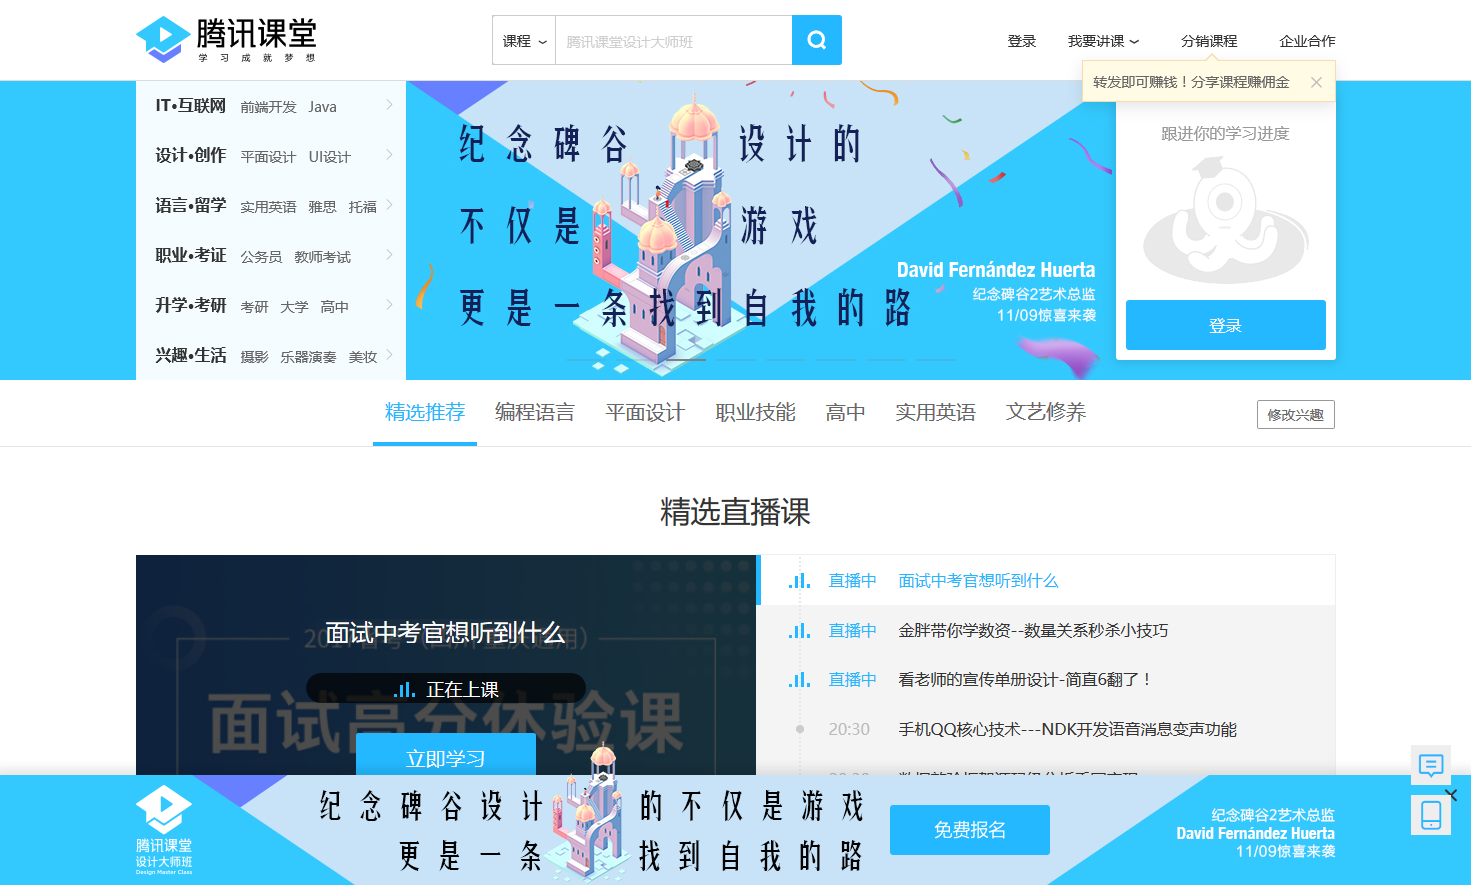 腾讯课堂
学习成就梦想
课程
腾讯课堂设计大师班
登录
我要讲课
分销课程
企业合作
转发即可赚钱！分享课程赚佣金
IT·互联网 前端开发 Java
设计·创作 平面设计 UI设计
语言·留学 实用英语 雅思 托福
职业·考证 公务员 教师考试
升学·考研 考研 大学 高中
兴趣·生活 摄影 乐器演奏 美妆
纪念碑谷 设计的
不仅是 游戏
更是一条找到自我的路
David Fernández Huerta
纪念碑谷2艺术总监
11/09惊喜来袭
跟进你的学习进度
登录
精选推荐 编程语言 平面设计 职业技能 高中 实用英语 文艺修养
修改兴趣
精选直播课
面试中考官想听到什么
正在上课
面试高分体验课
立即学习
直播中 面试中考官想听到什么
直播中 金胖带你学数资--数量关系秒杀小技巧
直播中 看老师的宣传单册设计-简直6翻了！
20:30 手机QQ核心技术---NDK开发语音消息变声功能
腾讯课堂
设计大师班
Design Master Class
纪念碑谷设计的不仅是游戏
更是一条找到自我的路
免费报名
纪念碑谷2艺术总监
David Fernández Huerta
11/09惊喜来袭